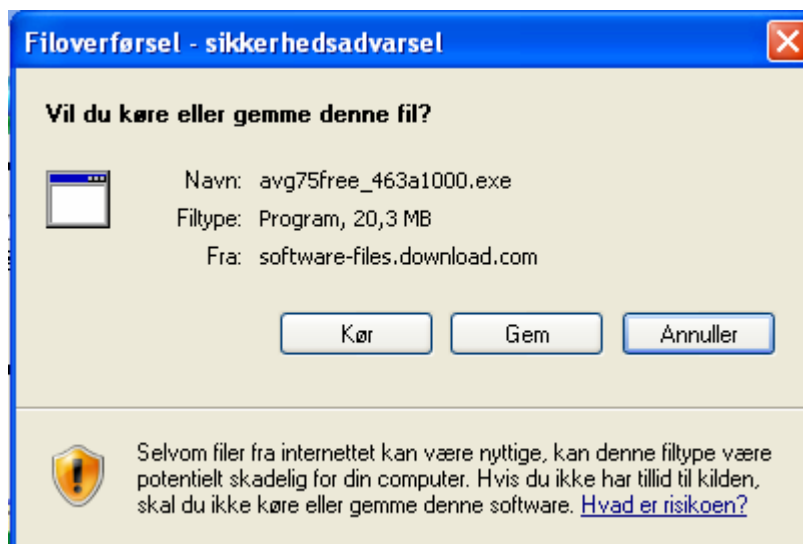 Filoverførsel - sikkerhedsadvarsel
Vil du køre eller gemme denne fil?
Navn: avg75free_463a1000.exe
Filtype: Program, 20,3 MB
Fra: software-files.download.com
Kør Gem Annuller
Selvom filer fra internettet kan være nyttige, kan denne filtype være
potentielt skadelig for din computer. Hvis du ikke har tillid til kilden,
skal du ikke køre eller gemme denne software. Hvad er risikoen?